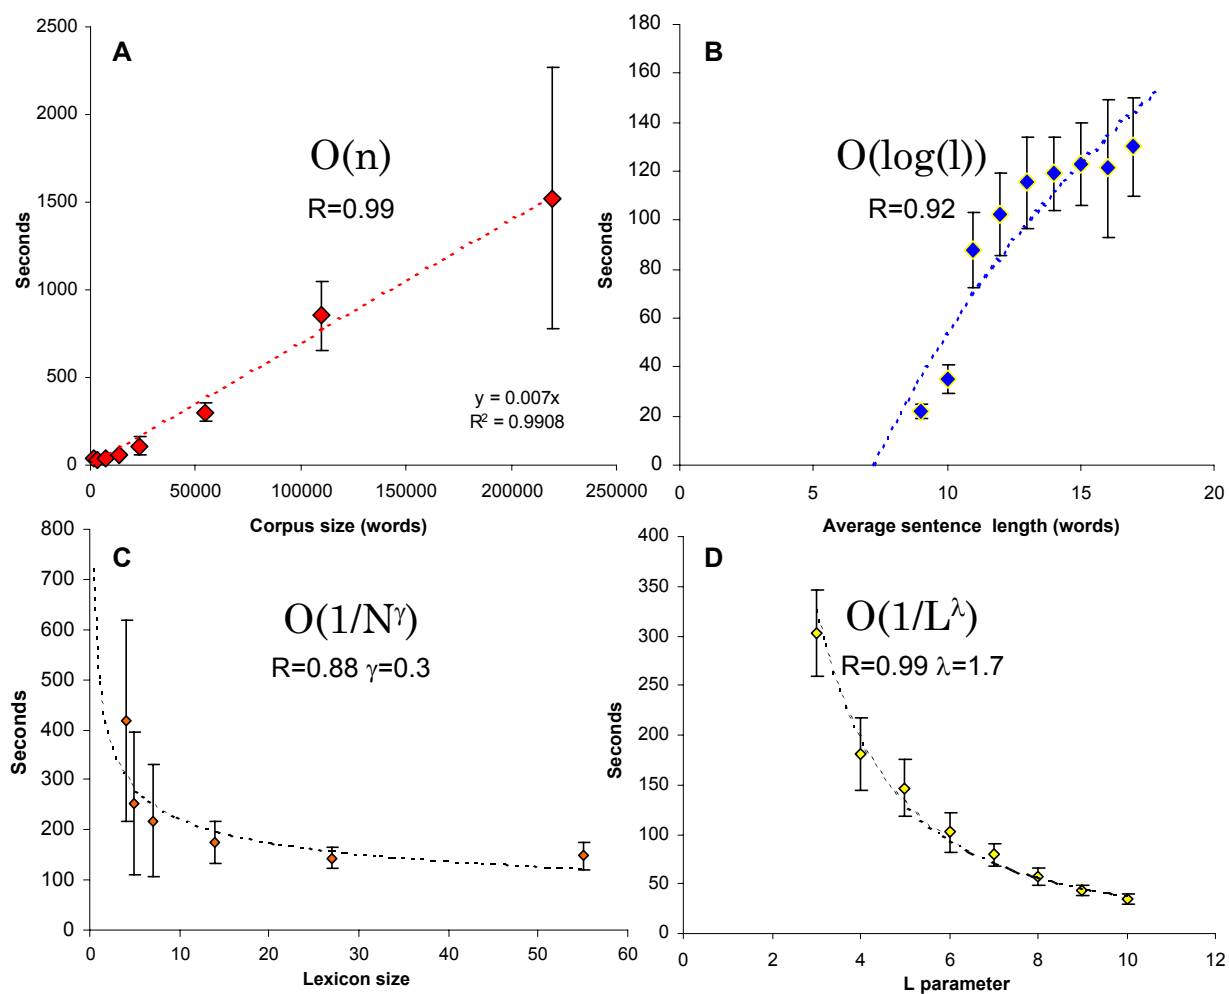 A
2500
2000
1500
1000
500
0
Seconds
O(n)
R=0.99
y = 0.007x
R² = 0.9908
0 50000 100000 150000 200000 250000
Corpus size (words)
B
180
160
140
120
100
80
60
40
20
0
Seconds
O(log(l))
R=0.92
0 5 10 15 20
Average sentence length (words)
C
800
700
600
500
400
300
200
100
0
Seconds
O(1/N^γ)
R=0.88 γ=0.3
0 10 20 30 40 50 60
Lexicon size
D
400
350
300
250
200
150
100
50
0
Seconds
O(1/L^λ)
R=0.99 λ=1.7
0 2 4 6 8 10 12
L parameter